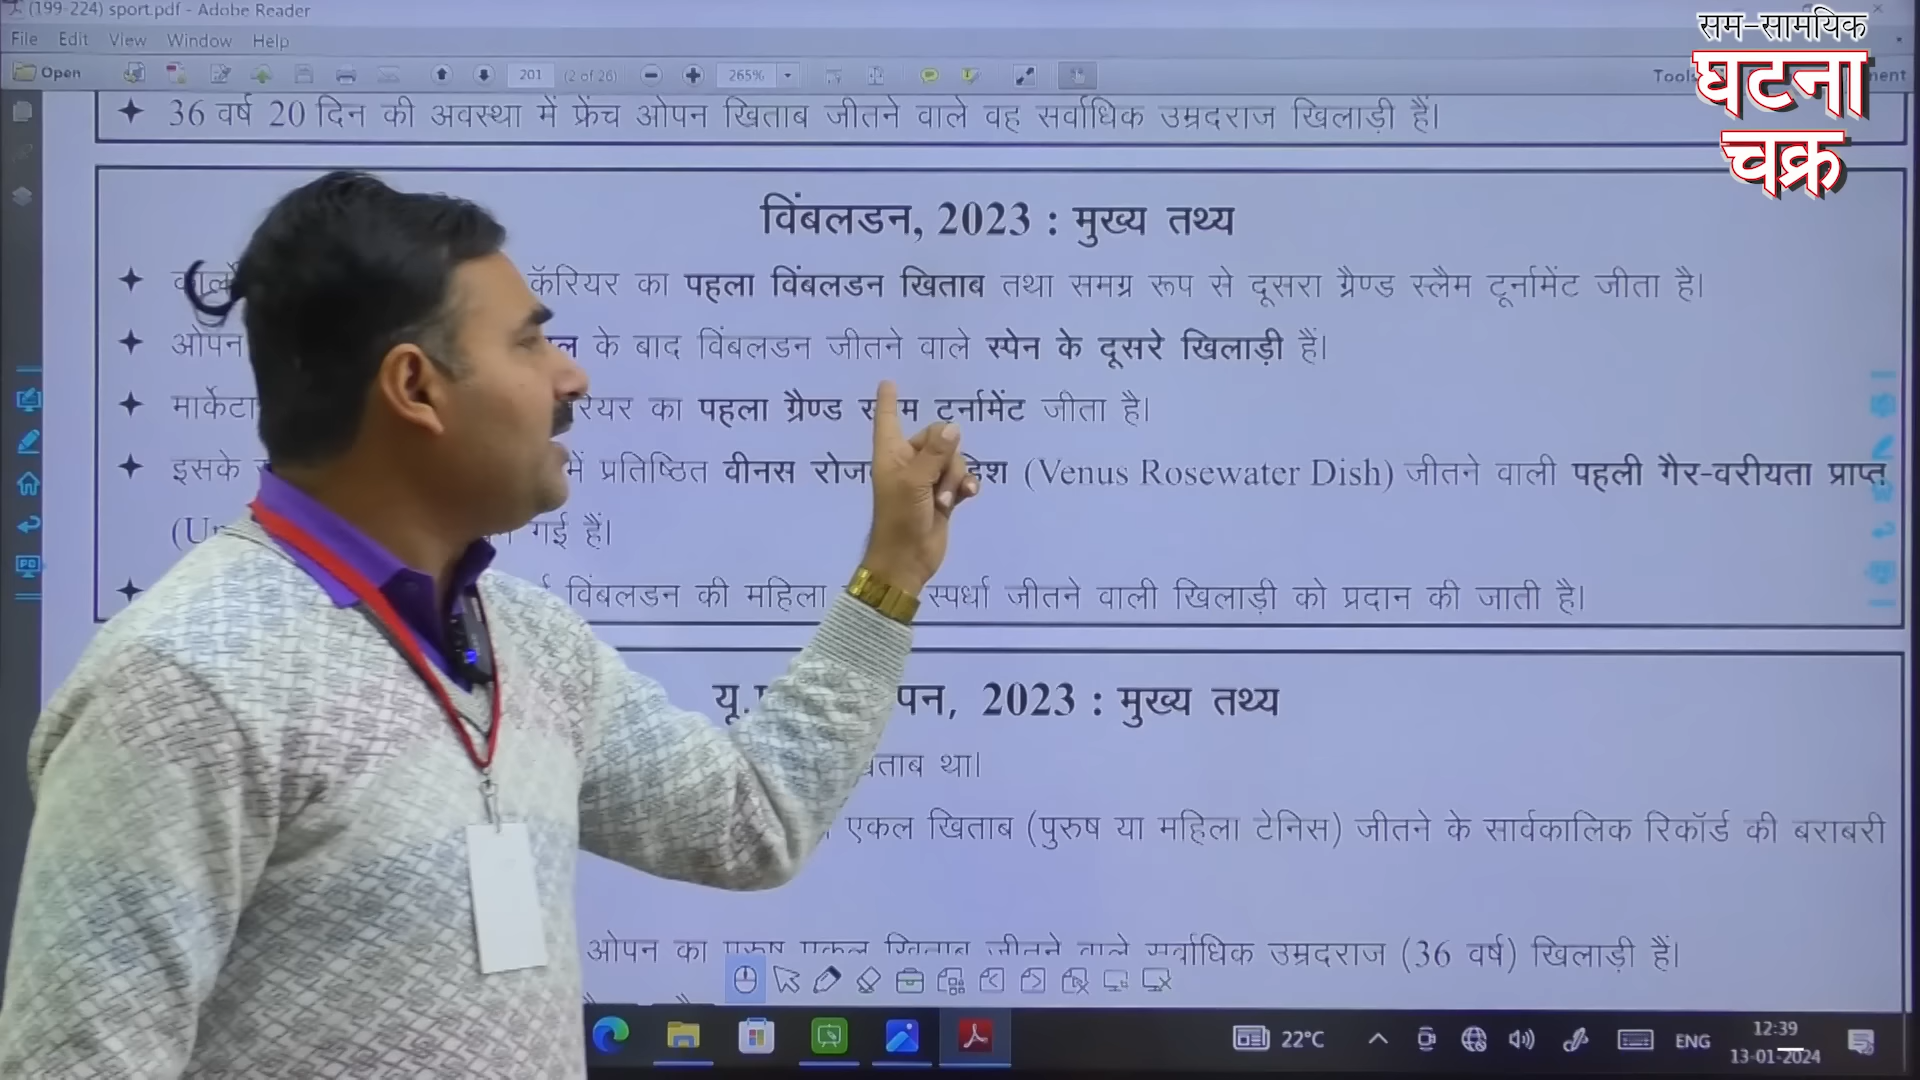 (199-224) sport.pdf - Adobe Reader
File Edit View Window Help
Open 201 (2 of 26) 265% Tools
सम-सामयिक
घटना
चक्र
36 वर्ष 20 दिन की अवस्था में फ्रेंच ओपन खिताब जीतने वाले वह सर्वाधिक उम्रदराज खिलाड़ी हैं।
विंबलडन, 2023 : मुख्य तथ्य
कॅरियर का पहला विंबलडन खिताब तथा समग्र रूप से दूसरा ग्रैण्ड स्लैम टूर्नामेंट जीता है।
ओपन के बाद विंबलडन जीतने वाले स्पेन के दूसरे खिलाड़ी हैं।
का पहला ग्रैण्ड टूर्नामेंट जीता है।
इसके में प्रतिष्ठित वीनस (Venus Rosewater Dish) जीतने वाली पहली गैर-वरीयता प्राप्त
गई हैं।
विंबलडन की महिला स्पर्धा जीतने वाली खिलाड़ी को प्रदान की जाती है।
2023 : मुख्य तथ्य
था।
एकल खिताब (पुरुष या महिला टेनिस) जीतने के सार्वकालिक रिकॉर्ड की बराबरी
ओपन का पुरुष एकल खिताब जीतने वाले सर्वाधिक उम्रदराज (36 वर्ष) खिलाड़ी हैं।
22°C ENG 12:39
13-01-2024